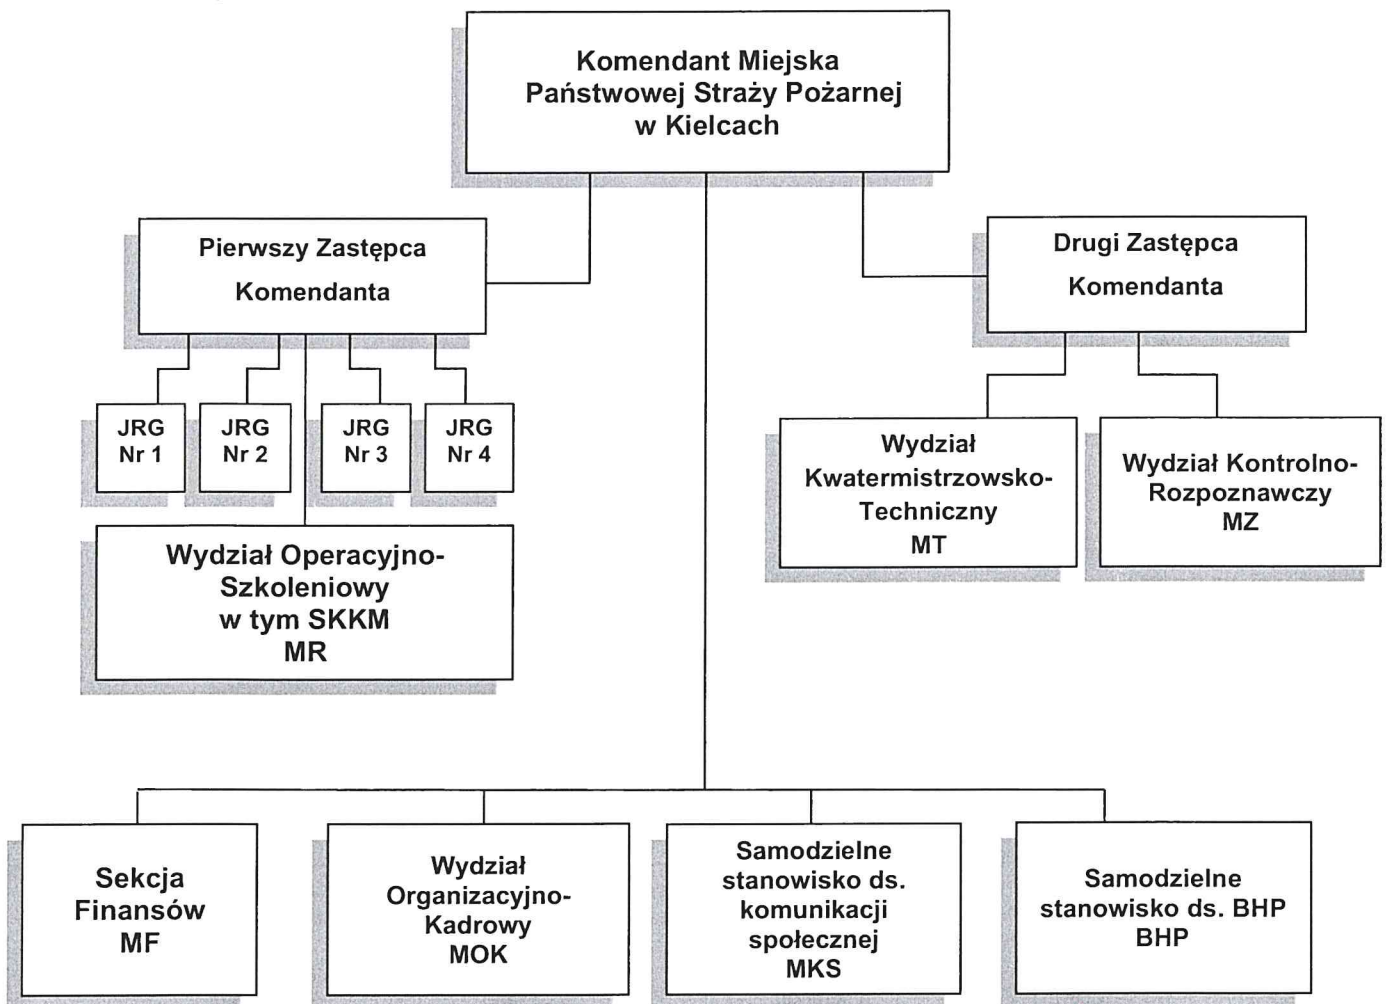 Komendant Miejska
Państwowej Straży Pożarnej
w Kielcach
Pierwszy Zastępca
Komendanta
Drugi Zastępca
Komendanta
JRG
Nr 1
JRG
Nr 2
JRG
Nr 3
JRG
Nr 4
Wydział Operacyjno-
Szkoleniowy
w tym SKKM
MR
Wydział
Kwatermistrzowsko-
Techniczny
MT
Wydział Kontrolno-
Rozpoznawczy
MZ
Sekcja
Finansów
MF
Wydział
Organizacyjno-
Kadrowy
MOK
Samodzielne
stanowisko ds.
komunikacji
społecznej
MKS
Samodzielne
stanowisko ds. BHP
BHP